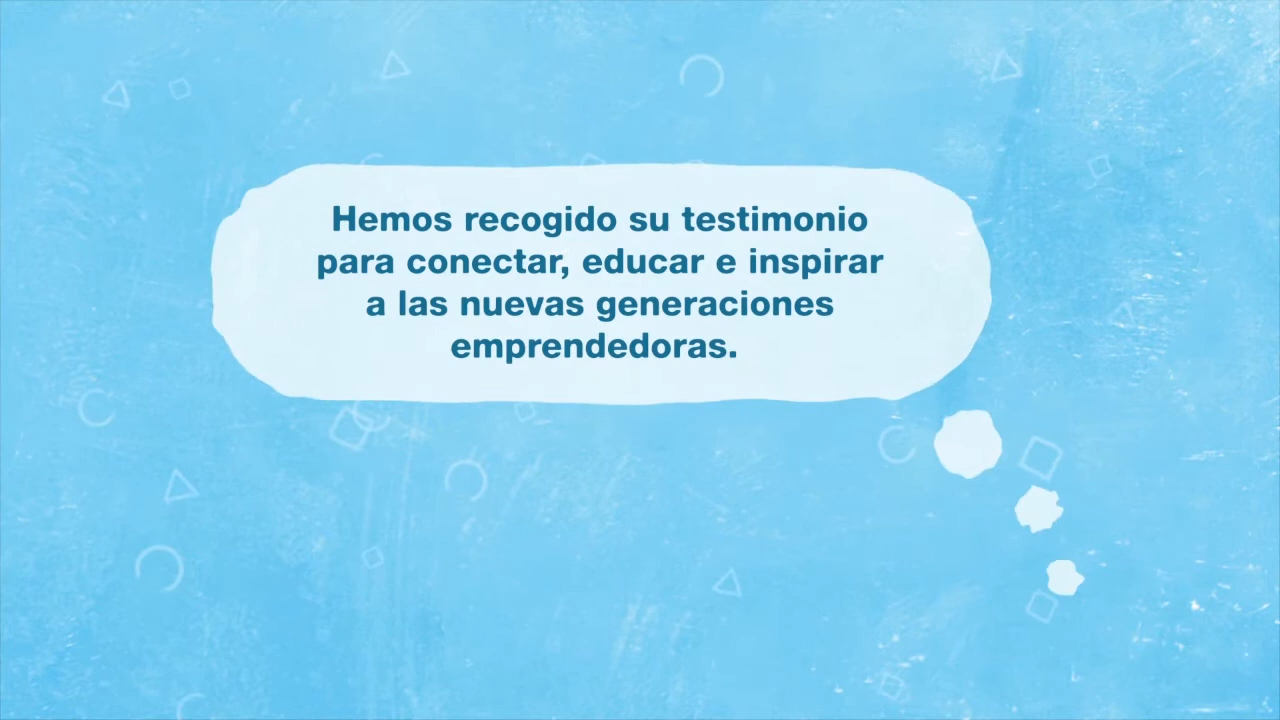 Hemos recogido su testimonio
para conectar, educar e inspirar
a las nuevas generaciones
emprendedoras.